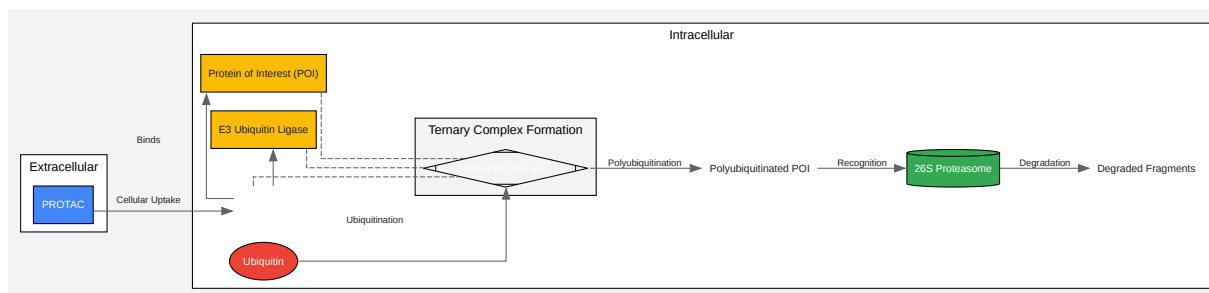 Intracellular
Protein of Interest (POI)
E3 Ubiquitin Ligase
Binds
Ternary Complex Formation
Extracellular
PROTAC
Cellular Uptake
PROTAC
Polyubiquitination
Polyubiquitinated POI
Recognition
26S Proteasome
Degradation
Degraded Fragments
Ubiquitination
Ubiquitin